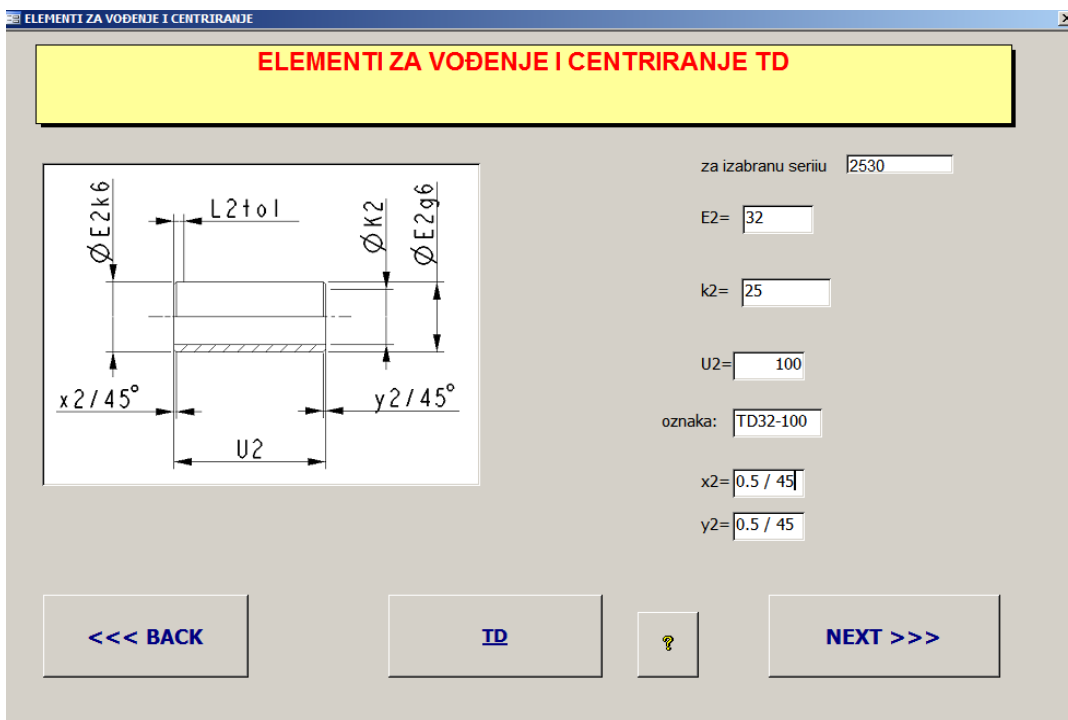 ELEMENTI ZA VOĐENJE I CENTRIRANJE
ELEMENTI ZA VOĐENJE I CENTRIRANJE TD
ØE2k6
L2tol
ØK2
ØE2g6
x2/45°
y2/45°
U2
za izabranu seriiu 2530
E2= 32
k2= 25
U2= 100
oznaka: TD32-100
x2= 0.5 / 45
y2= 0.5 / 45
<<< BACK
TD
?
NEXT >>>